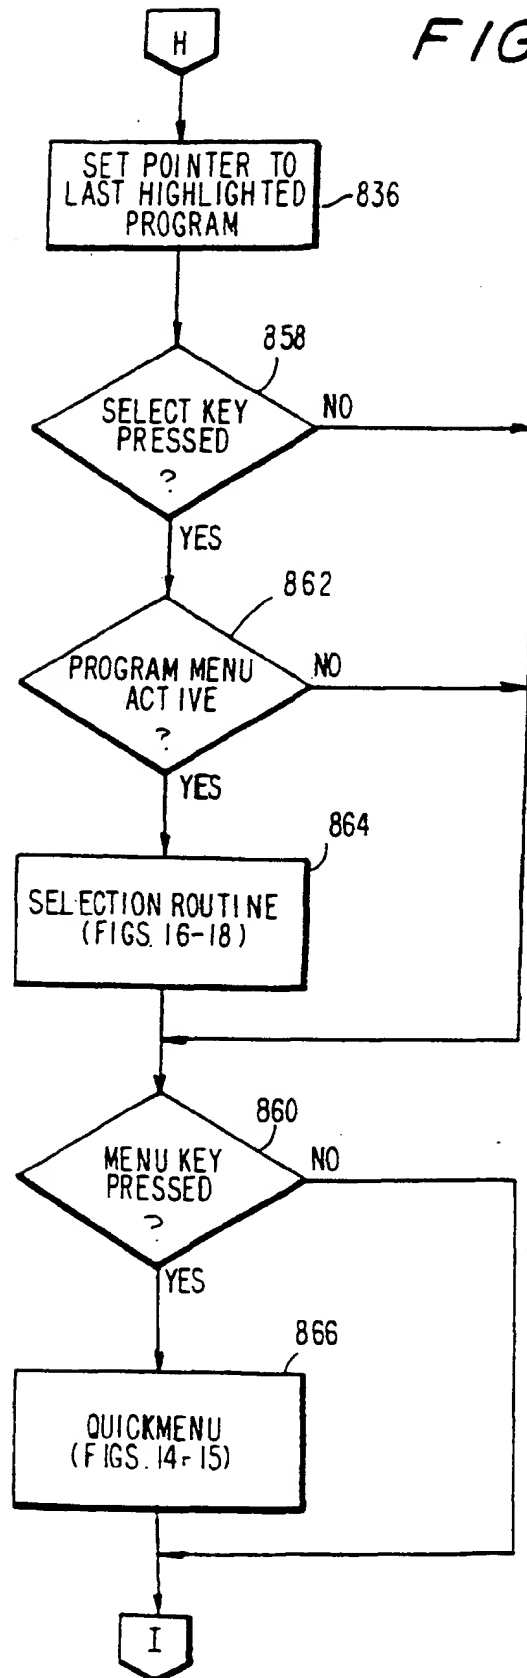 H
FIG
SET POINTER TO
LAST HIGHLIGHTED
PROGRAM
836
858
SELECT KEY
PRESSED
?
NO
YES
862
PROGRAM MENU
ACTIVE
?
NO
YES
864
SELECTION ROUTINE
(FIGS. 16-18)
860
MENU KEY
PRESSED
?
NO
YES
866
QUICKMENU
(FIGS. 14-15)
I